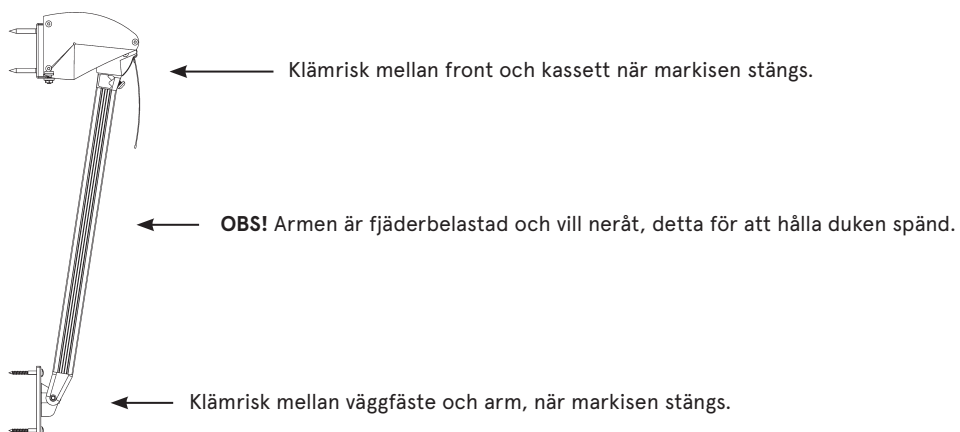 Klämrisk mellan front och kassett när markisen stängs.
OBS! Armen är fjäderbelastad och vill neråt, detta för att hålla duken spänd.
Klämrisk mellan väggfäste och arm, när markisen stängs.